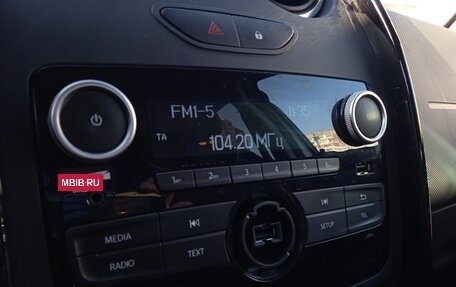 FM1-5 11:35
TA
104.20 МГц
1 2 3 4 5 6
MBIB·RU
MEDIA
RADIO
TEXT
SETUP TEL